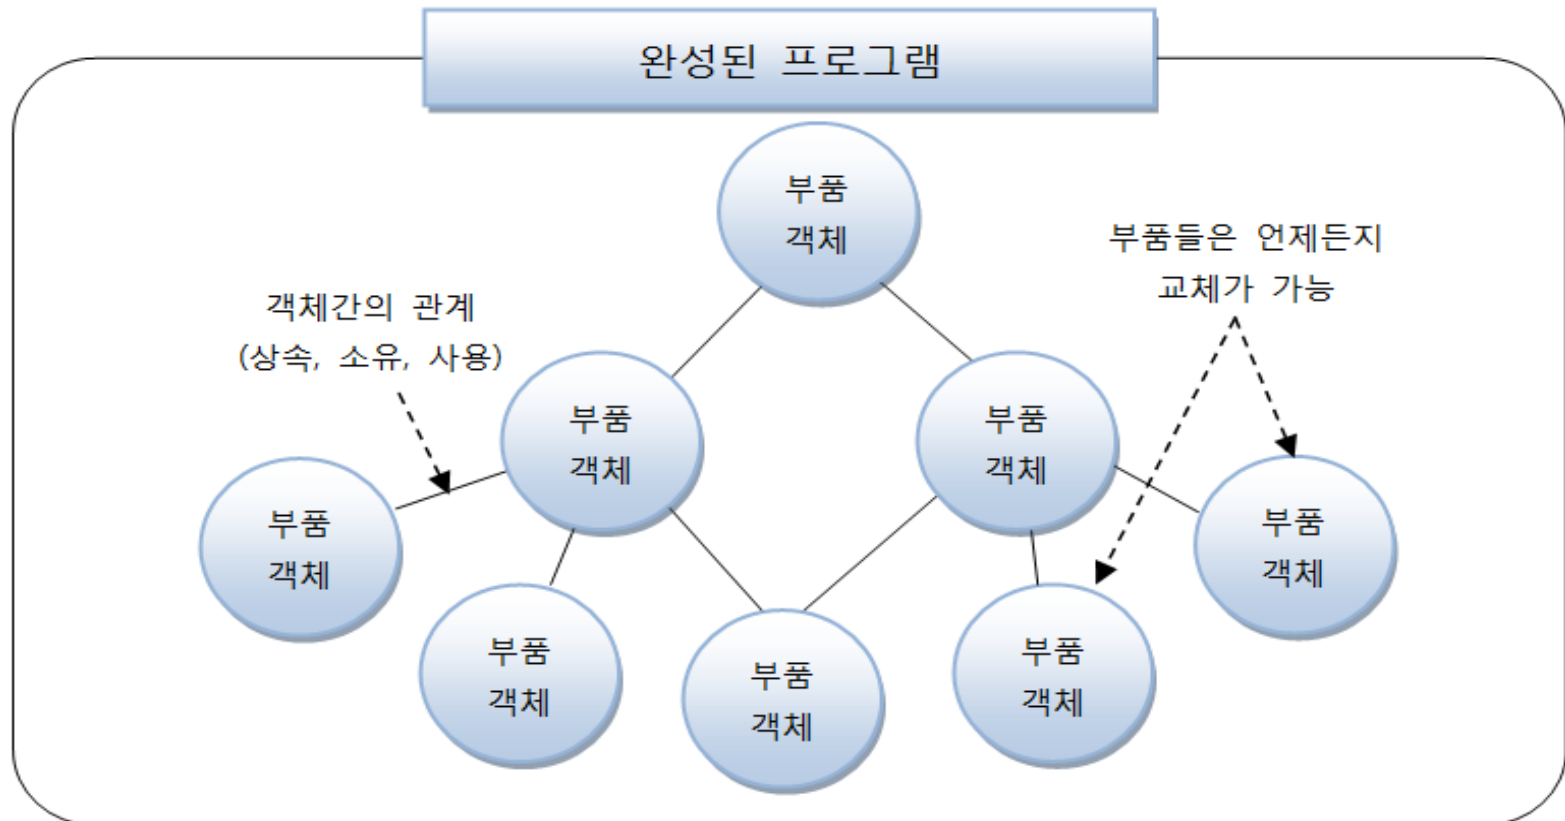 완성된 프로그램
부품
객체
부품들은 언제든지
교체가 가능
객체간의 관계
(상속, 소유, 사용)
부품
객체
부품
객체
부품
객체
부품
객체
부품
객체
부품
객체
부품
객체